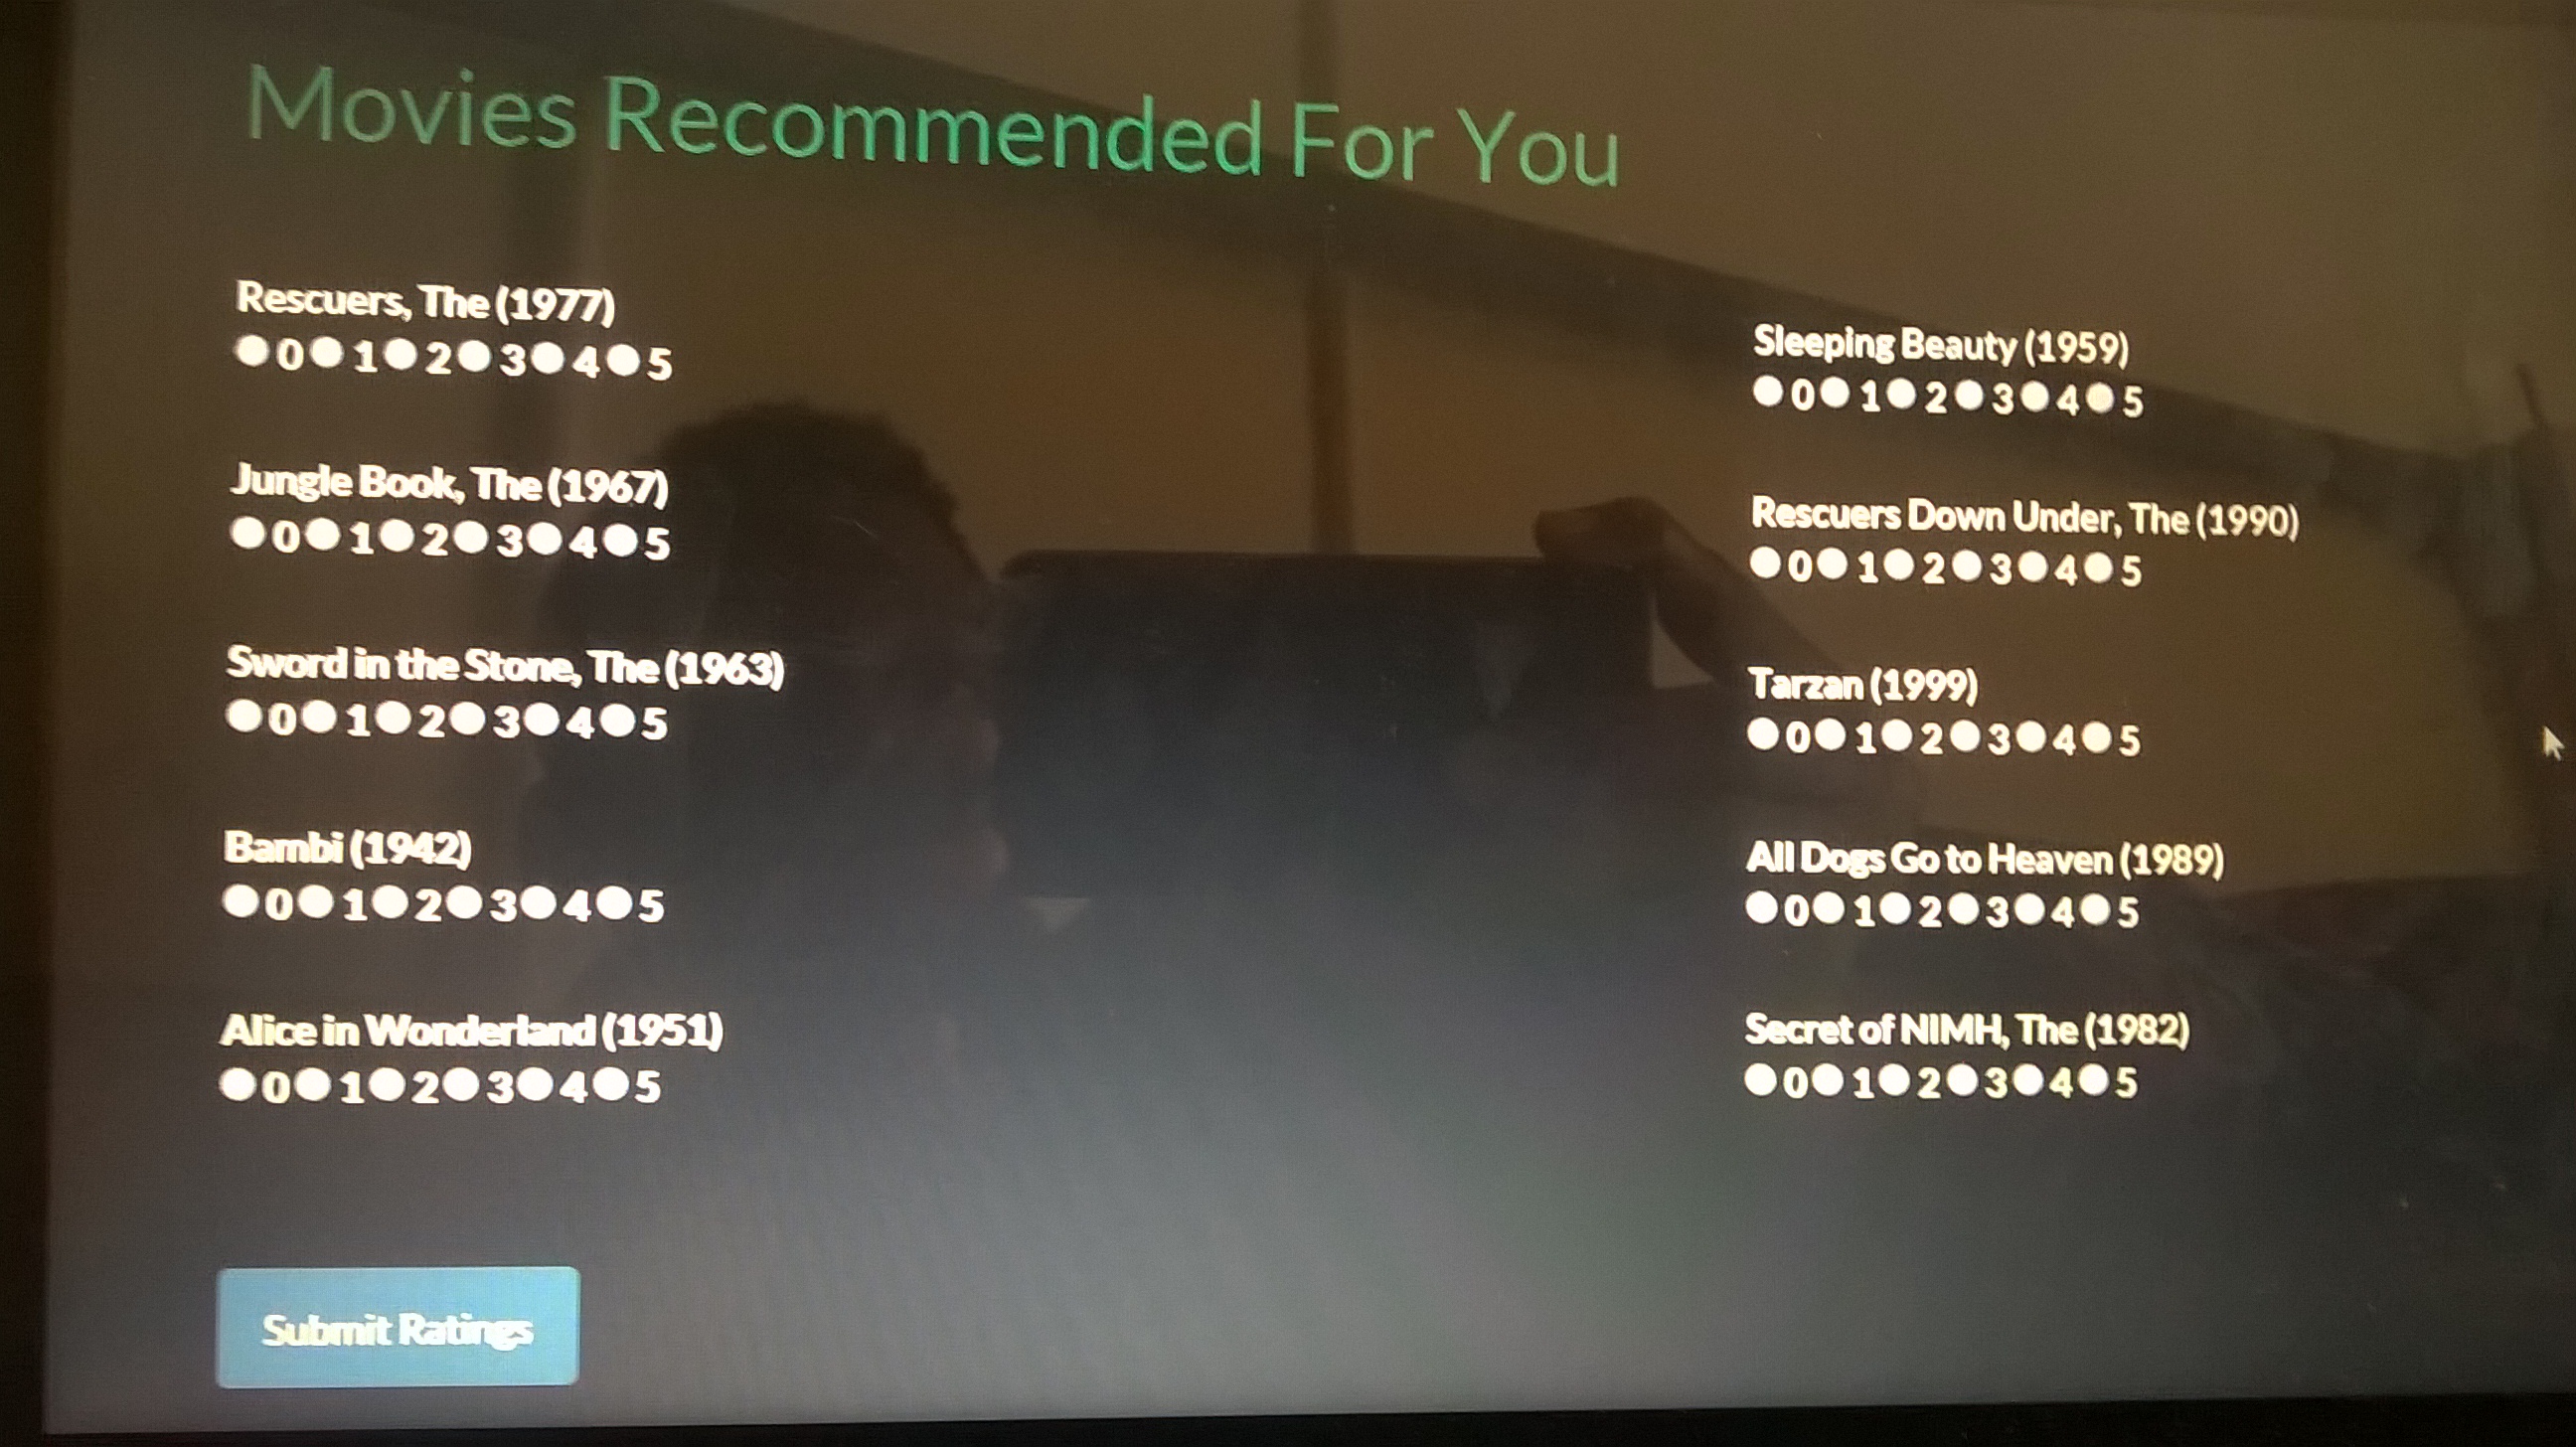 Movies Recommended For You
Rescuers, The (1977)
0 1 2 3 4 5
Jungle Book, The (1967)
0 1 2 3 4 5
Sword in the Stone, The (1963)
0 1 2 3 4 5
Bambi (1942)
0 1 2 3 4 5
Alice in Wonderland (1951)
0 1 2 3 4 5
Sleeping Beauty (1959)
0 1 2 3 4 5
Rescuers Down Under, The (1990)
0 1 2 3 4 5
Tarzan (1999)
0 1 2 3 4 5
All Dogs Go to Heaven (1989)
0 1 2 3 4 5
Secret of NIMH, The (1982)
0 1 2 3 4 5
Submit Ratings